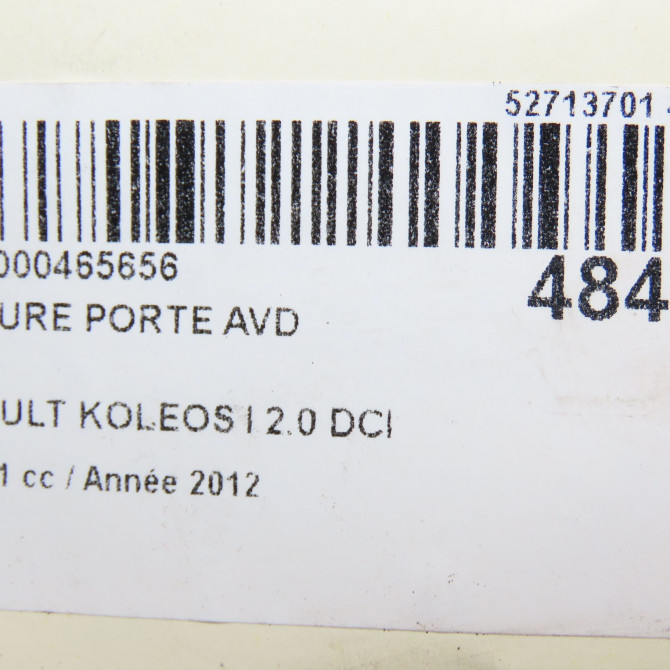 52713701
000465656
484
URE PORTE AVD
ULT KOLEOS I 2.0 DCI
1 cc / Année 2012